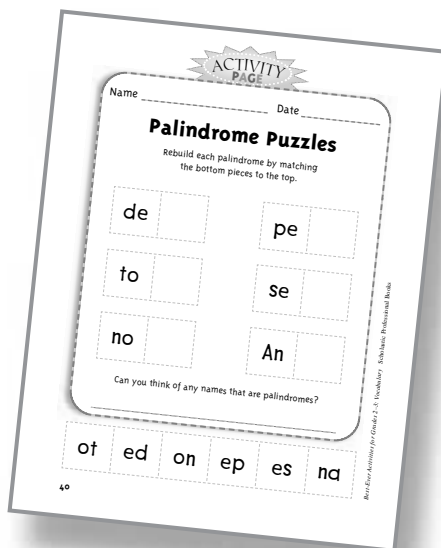 ACTIVITY
PAGE
Name Date
Palindrome Puzzles
Rebuild each palindrome by matching
the bottom pieces to the top.
de pe
to se
no An
Can you think of any names that are palindromes?
ot ed on ep es na
40
Best-Ever Activities for Grades 2–3: Vocabulary Scholastic Professional Books